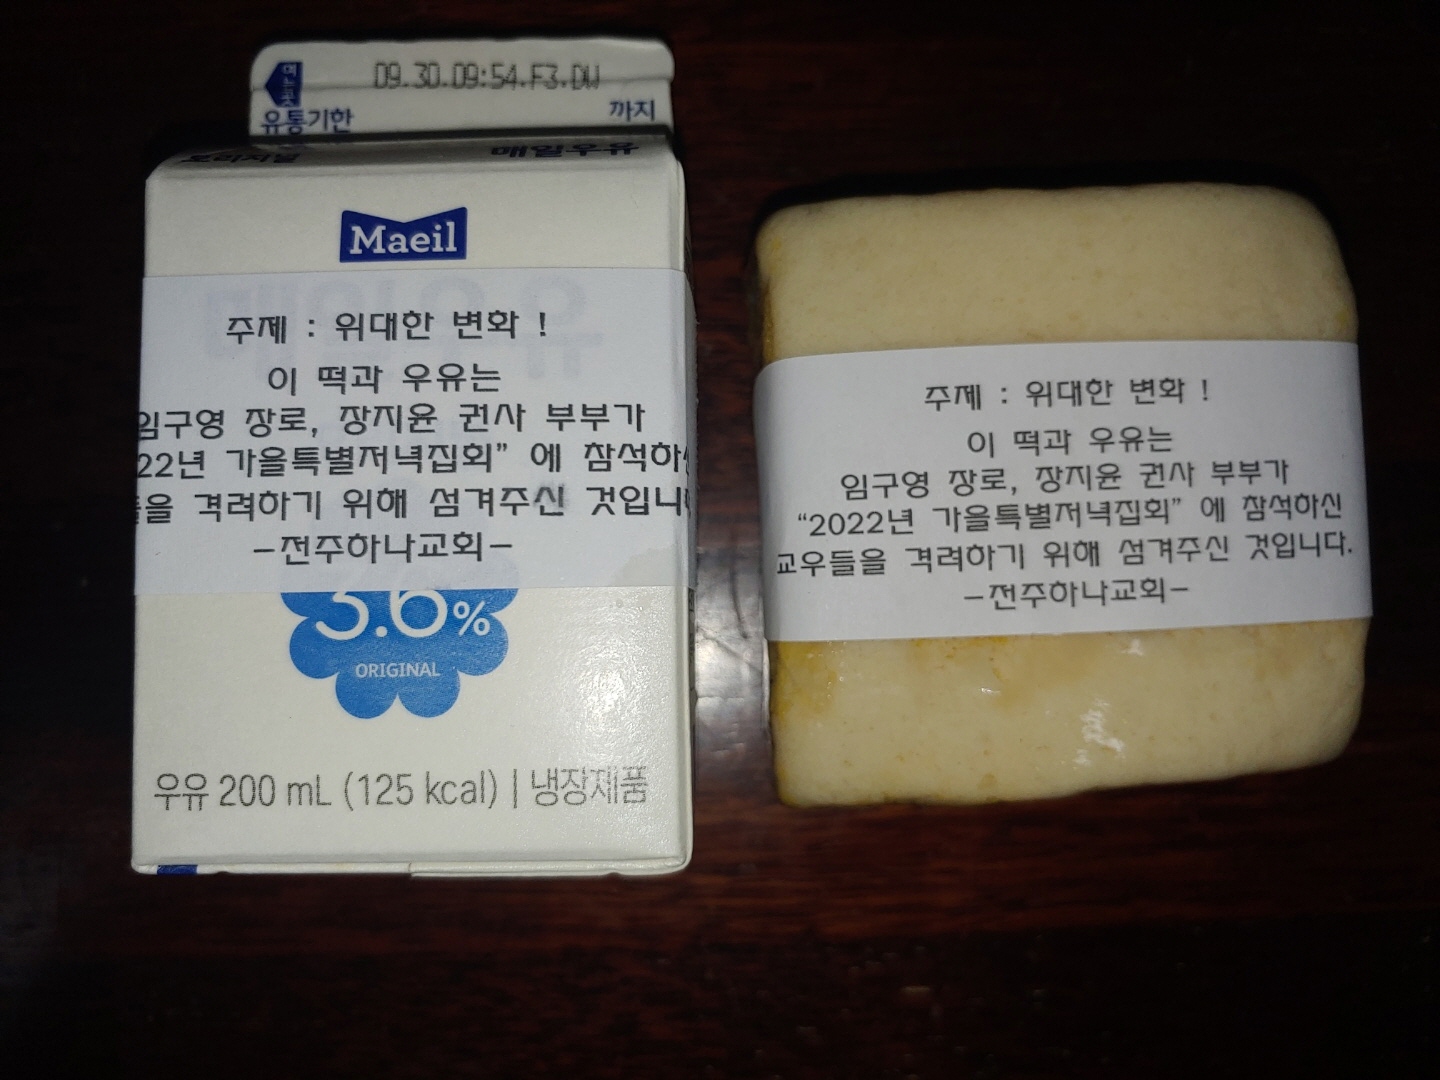 여는곳
09.30.09:54.F3.DW
유통기한 까지
오리지널 매일우유
Maeil
주제 : 위대한 변화 !
이 떡과 우유는
임구영 장로, 장지윤 권사 부부가
22년 가을특별저녁집회” 에 참석하신
들을 격려하기 위해 섬겨주신 것입니다
-전주하나교회-
3.6%
ORIGINAL
우유 200 mL (125 kcal) | 냉장제품
주제 : 위대한 변화 !
이 떡과 우유는
임구영 장로, 장지윤 권사 부부가
“2022년 가을특별저녁집회” 에 참석하신
교우들을 격려하기 위해 섬겨주신 것입니다.
-전주하나교회-